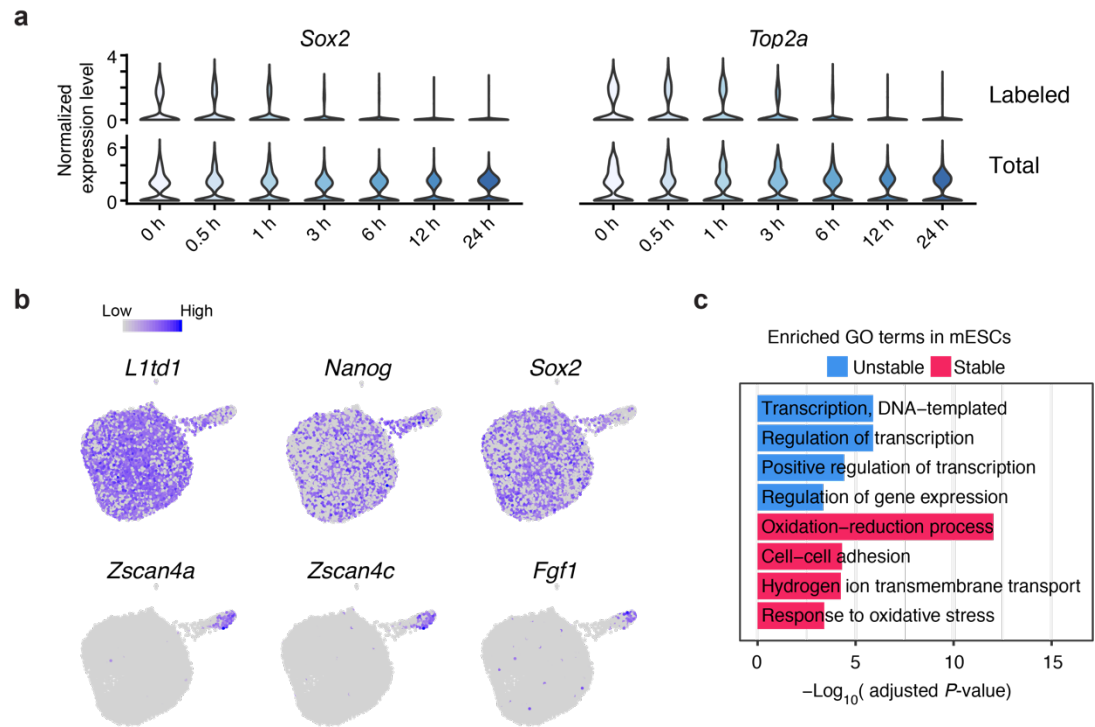 a
Sox2
Top2a
Normalized
expression level
4
0
Labeled
6
0
Total
0 h
0.5 h
1 h
3 h
6 h
12 h
24 h
0 h
0.5 h
1 h
3 h
6 h
12 h
24 h
b
Low
High
L1td1
Nanog
Sox2
Zscan4a
Zscan4c
Fgf1
c
Enriched GO terms in mESCs
Unstable
Stable
Transcription, DNA−templated
Regulation of transcription
Positive regulation of transcription
Regulation of gene expression
Oxidation−reduction process
Cell−cell adhesion
Hydrogen ion transmembrane transport
Response to oxidative stress
0
5
10
15
−Log10( adjusted P-value)